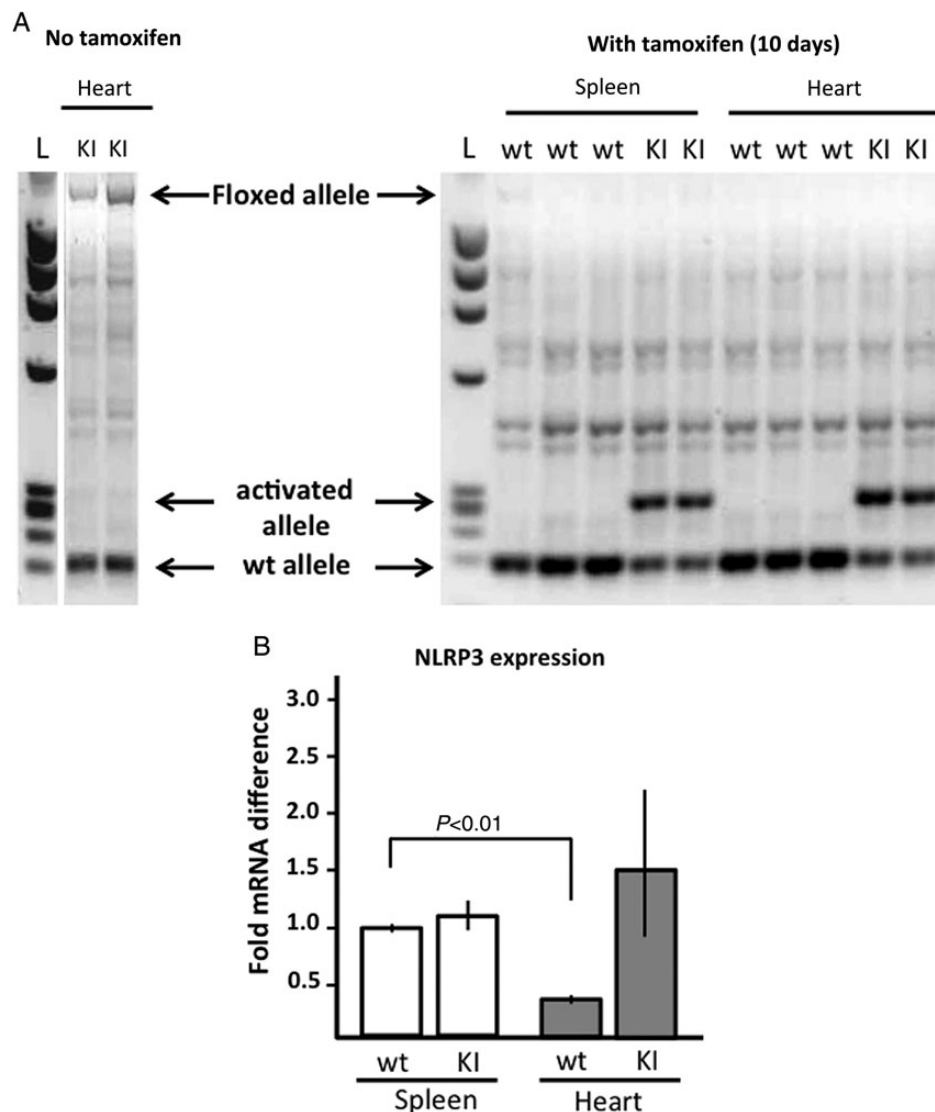 A
No tamoxifen
With tamoxifen (10 days)
Heart
Spleen
Heart
L KI KI
L wt wt wt KI KI wt wt wt KI KI
Floxed allele
activated
allele
wt allele
B
NLRP3 expression
Fold mRNA difference
3.0
2.5
2.0
1.5
1.0
0.5
P<0.01
wt KI wt KI
Spleen Heart